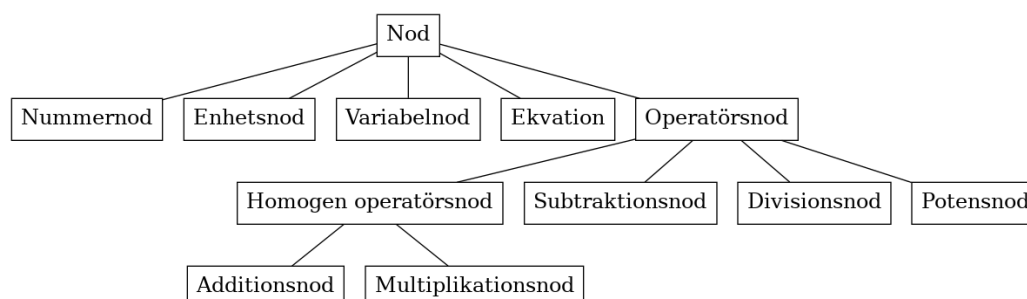 Nod
Nummernod
Enhetsnod
Variabelnod
Ekvation
Operatörsnod
Homogen operatörsnod
Subtraktionsnod
Divisionsnod
Potensnod
Additionsnod
Multiplikationsnod